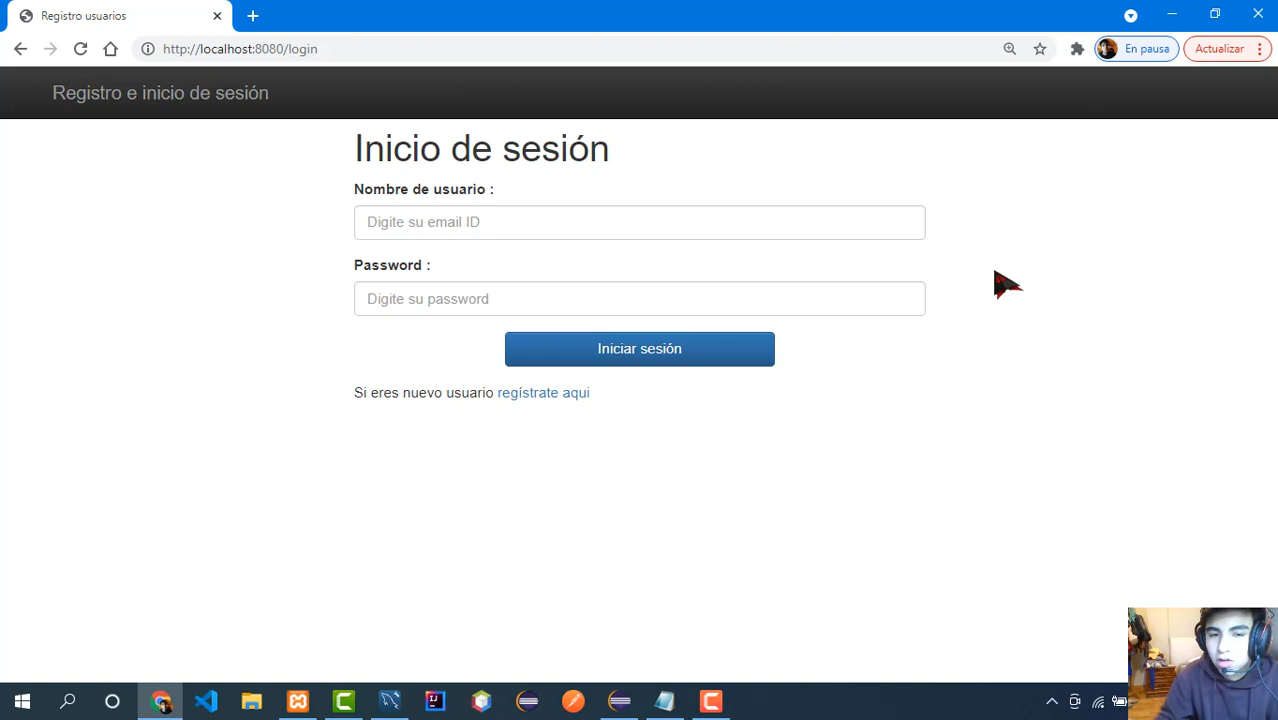 Registro usuarios
http://localhost:8080/login
En pausa
Actualizar
Registro e inicio de sesión
Inicio de sesión
Nombre de usuario :
Digite su email ID
Password :
Digite su password
Iniciar sesión
Si eres nuevo usuario regístrate aqui